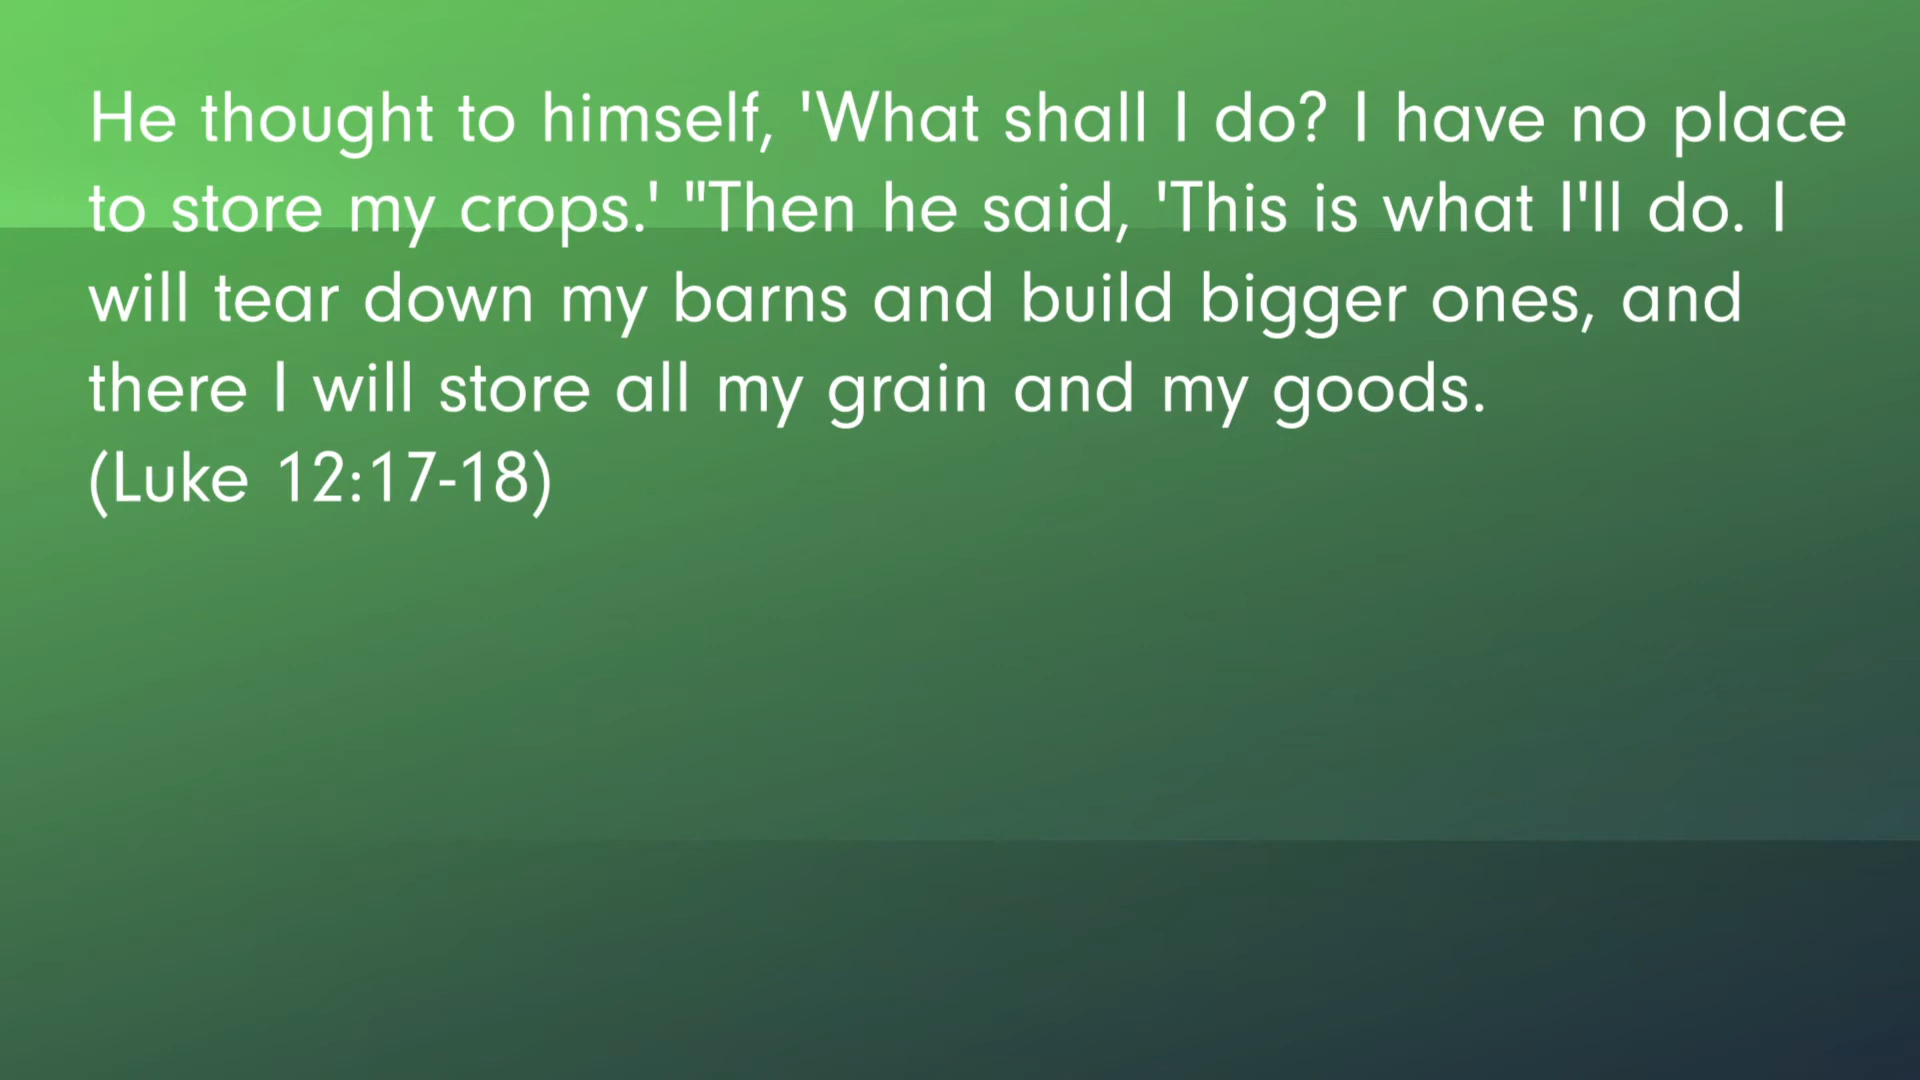 He thought to himself, 'What shall I do? I have no place
to store my crops.' "Then he said, 'This is what I'll do. I
will tear down my barns and build bigger ones, and
there I will store all my grain and my goods.
(Luke 12:17-18)